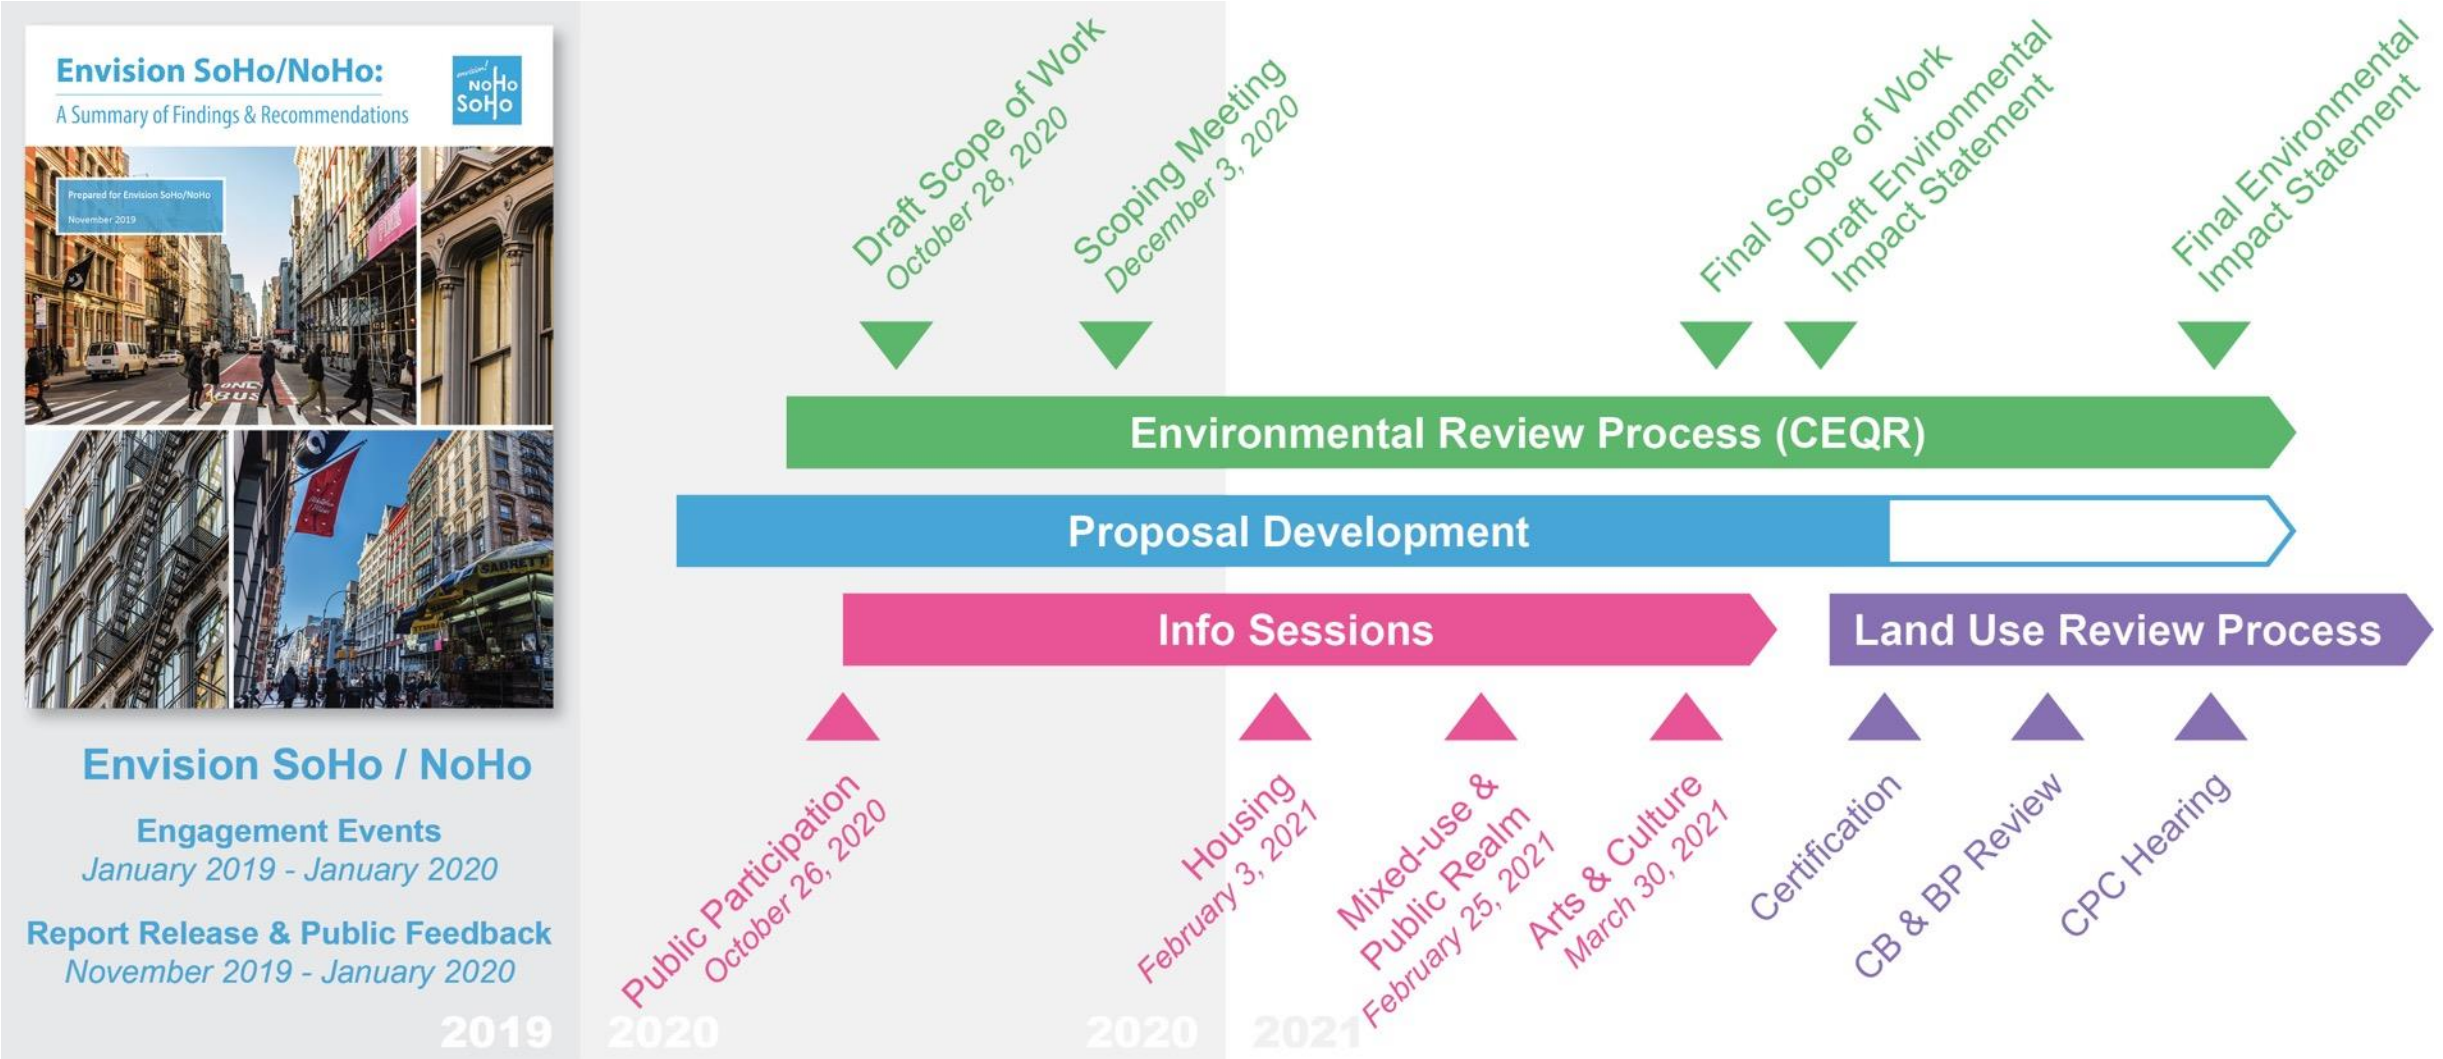 Envision SoHo/NoHo:
A Summary of Findings & Recommendations
envision!
NoHo
SoHo
Prepared for Envision SoHo/NoHo
November 2019
ONLY
BUS
SABRETT
Envision SoHo / NoHo
Engagement Events
January 2019 - January 2020
Report Release & Public Feedback
November 2019 - January 2020
2019
2020
2020
2021
Draft Scope of Work
October 28, 2020
Scoping Meeting
December 3, 2020
Final Scope of Work
Draft Environmental
Impact Statement
Final Environmental
Impact Statement
Environmental Review Process (CEQR)
Proposal Development
Info Sessions
Land Use Review Process
Public Participation
October 26, 2020
Housing
February 3, 2021
Mixed-use &
Public Realm
February 25, 2021
Arts & Culture
March 30, 2021
Certification
CB & BP Review
CPC Hearing